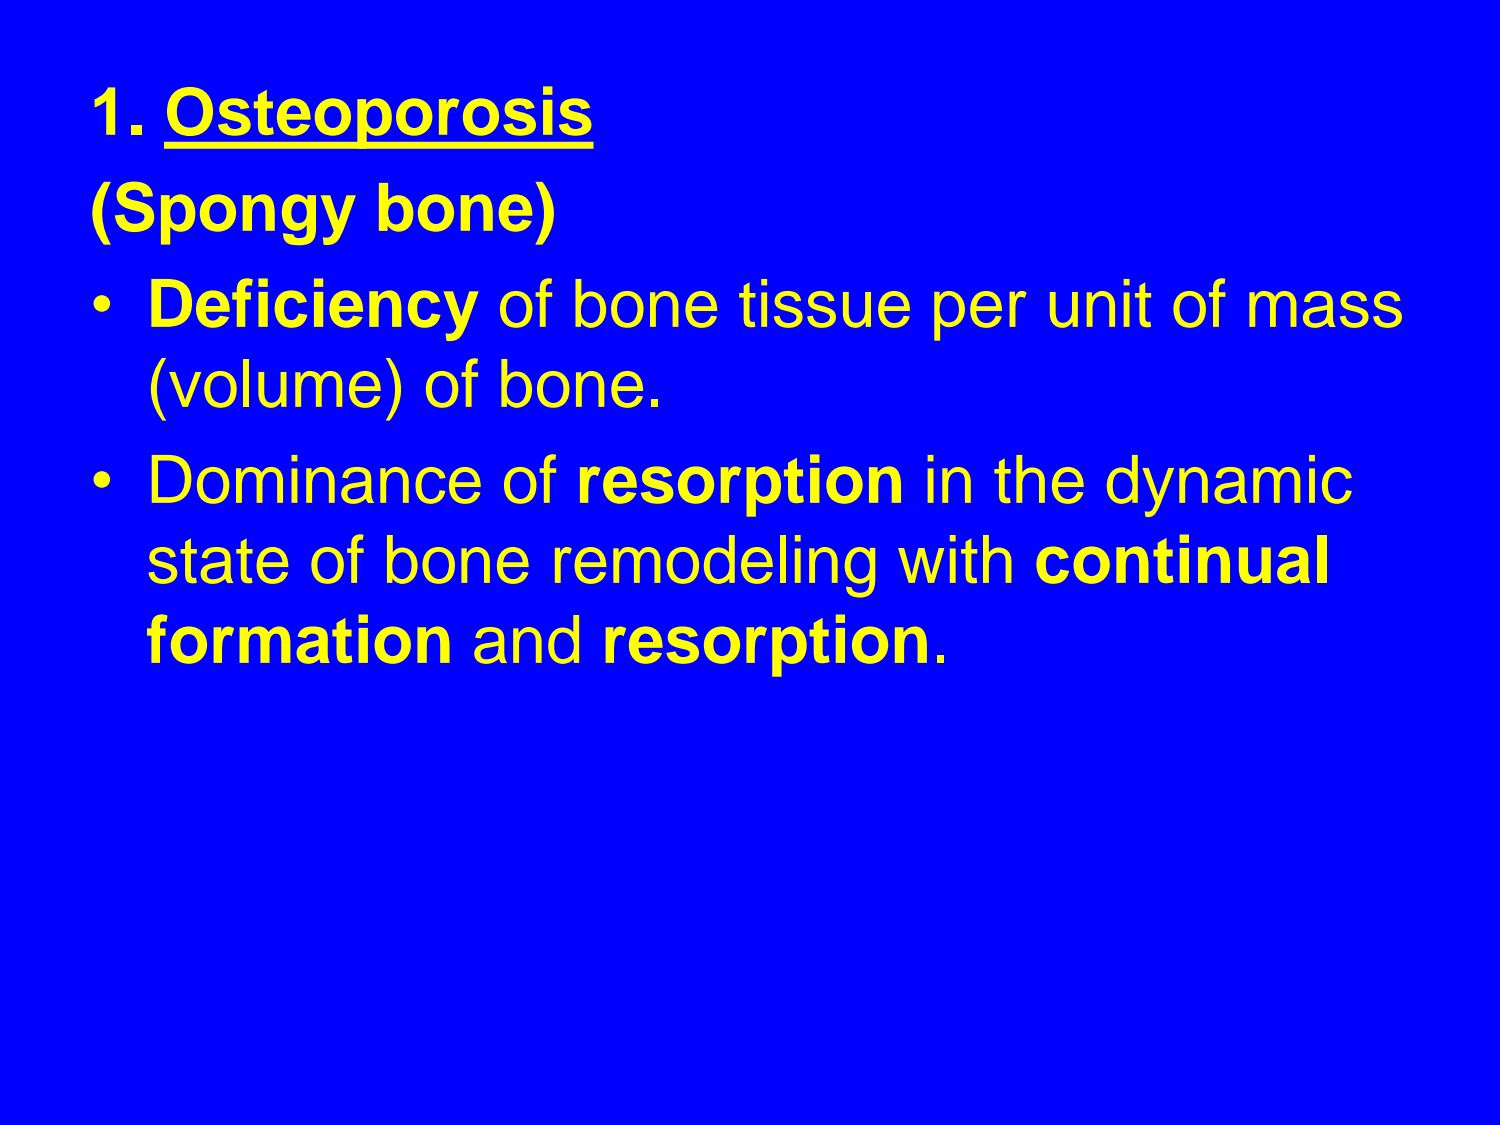 1. Osteoporosis
(Spongy bone)
• Deficiency of bone tissue per unit of mass
(volume) of bone.
• Dominance of resorption in the dynamic
state of bone remodeling with continual
formation and resorption.